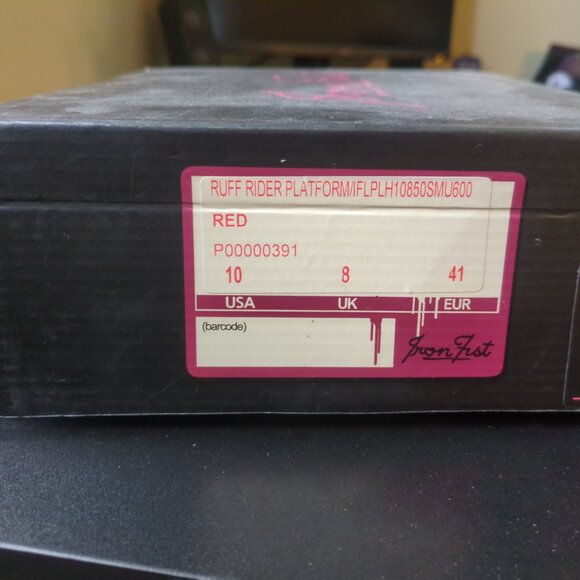 RUFF RIDER PLATFORM/IFLPLH10850SMU600
RED
P00000391
10 8 41
USA UK EUR
(barcode)
Iron Fist